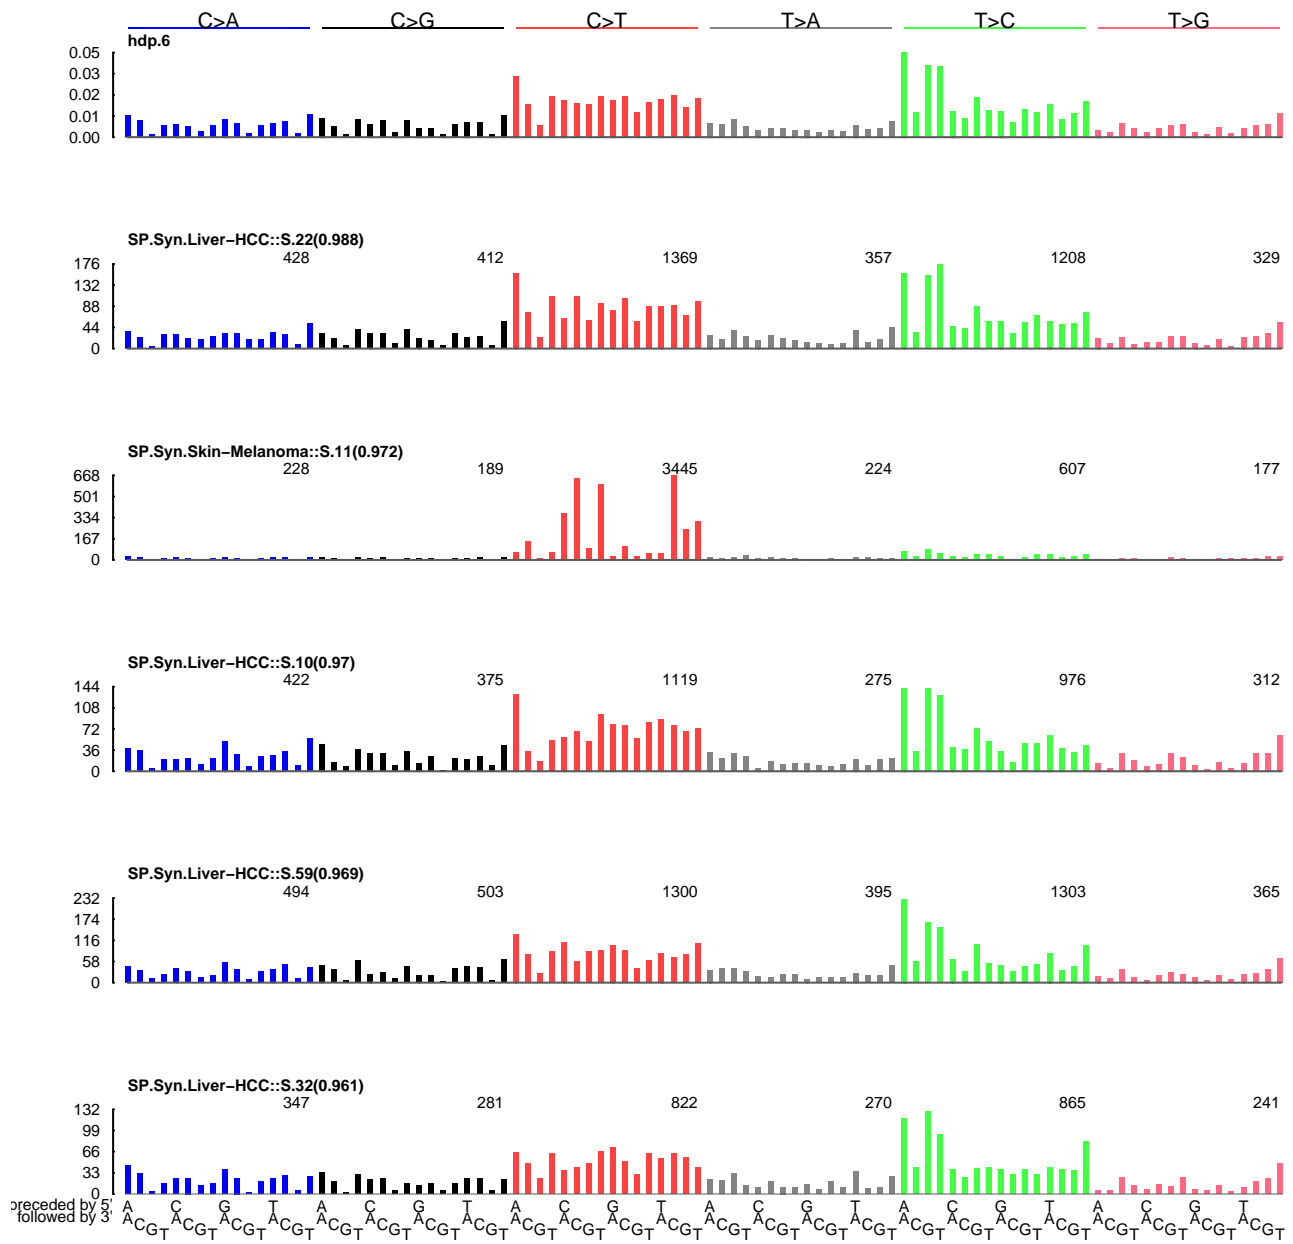 C>A C>G C>T T>A T>C T>G
hdp.6
0.05
0.03
0.02
0.01
0.00
SP.Syn.Liver−HCC::S.22(0.988)
428 412 1369 357 1208 329
176
132
88
44
0
SP.Syn.Skin−Melanoma::S.11(0.972)
228 189 3445 224 607 177
668
501
334
167
0
SP.Syn.Liver−HCC::S.10(0.97)
422 375 1119 275 976 312
144
108
72
36
0
SP.Syn.Liver−HCC::S.59(0.969)
494 503 1300 395 1303 365
232
174
116
58
0
SP.Syn.Liver−HCC::S.32(0.961)
347 281 822 270 865 241
132
99
66
33
0
preceded by 5' A C G T A C G T A C G T A C G T A C G T A C G T
followed by 3' A C G T A C G T A C G T A C G T A C G T A C G T A C G T A C G T A C G T A C G T A C G T A C G T A C G T A C G T A C G T A C G T A C G T A C G T A C G T A C G T A C G T A C G T A C G T A C G T